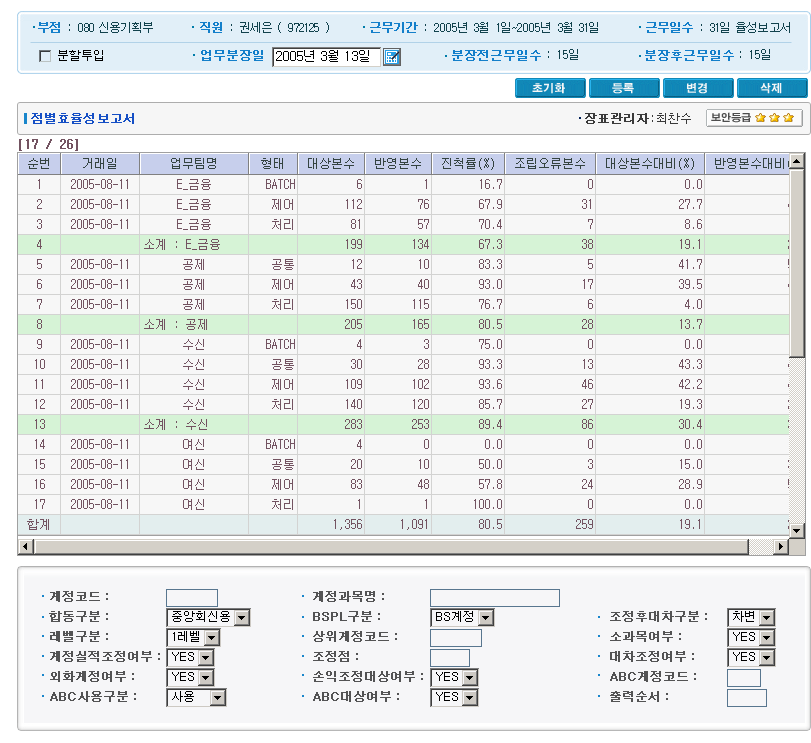 ·부점 : 080 신용기획부 ·직원 : 권세은 ( 972125 ) ·근무기간 : 2005년 3월 1일~2005년 3월 31일 ·근무일수 : 31일 율성보고서
분할투입 ·업무분장일 2005년 3월 13일 ·분장전근무일수 : 15일 ·분장후근무일수 : 15일
초기화 등록 변경 삭제
점별효율성보고서 ·장표관리자:최찬수 보안등급
[17 / 26]
순번 거래일 업무팀명 형태 대상본수 반영본수 진척률(%) 조립오류본수 대상본수대비(%) 반영본수대비
1 2005-08-11 E_금융 BATCH 6 1 16.7 0 0.0
2 2005-08-11 E_금융 제어 112 76 67.9 31 27.7
3 2005-08-11 E_금융 처리 81 57 70.4 7 8.6
4 소계 : E_금융 199 134 67.3 38 19.1
5 2005-08-11 공제 공통 12 10 83.3 5 41.7
6 2005-08-11 공제 제어 43 40 93.0 17 39.5
7 2005-08-11 공제 처리 150 115 76.7 6 4.0
8 소계 : 공제 205 165 80.5 28 13.7
9 2005-08-11 수신 BATCH 4 3 75.0 0 0.0
10 2005-08-11 수신 공통 30 28 93.3 13 43.3
11 2005-08-11 수신 제어 109 102 93.6 46 42.2
12 2005-08-11 수신 처리 140 120 85.7 27 19.3
13 소계 : 수신 283 253 89.4 86 30.4
14 2005-08-11 여신 BATCH 4 0 0.0 0 0.0
15 2005-08-11 여신 공통 20 10 50.0 3 15.0
16 2005-08-11 여신 제어 83 48 57.8 24 28.9
17 2005-08-11 여신 처리 1 1 100.0 0 0.0
합계 1,356 1,091 80.5 259 19.1
· 계정코드 : · 계정과목명 :
· 합동구분 : 중앙회신용 · BSPL구분 : BS계정 · 조정후대차구분 : 차변
· 레벨구분 : 1레벨 · 상위계정코드 : · 소과목여부 : YES
· 계정실적조정여부 : YES · 조정점 : · 대차조정여부 : YES
· 외화계정여부 : YES · 손익조정대상여부 : YES · ABC계정코드 :
· ABC사용구분 : 사용 · ABC대상여부 : YES · 출력순서 :